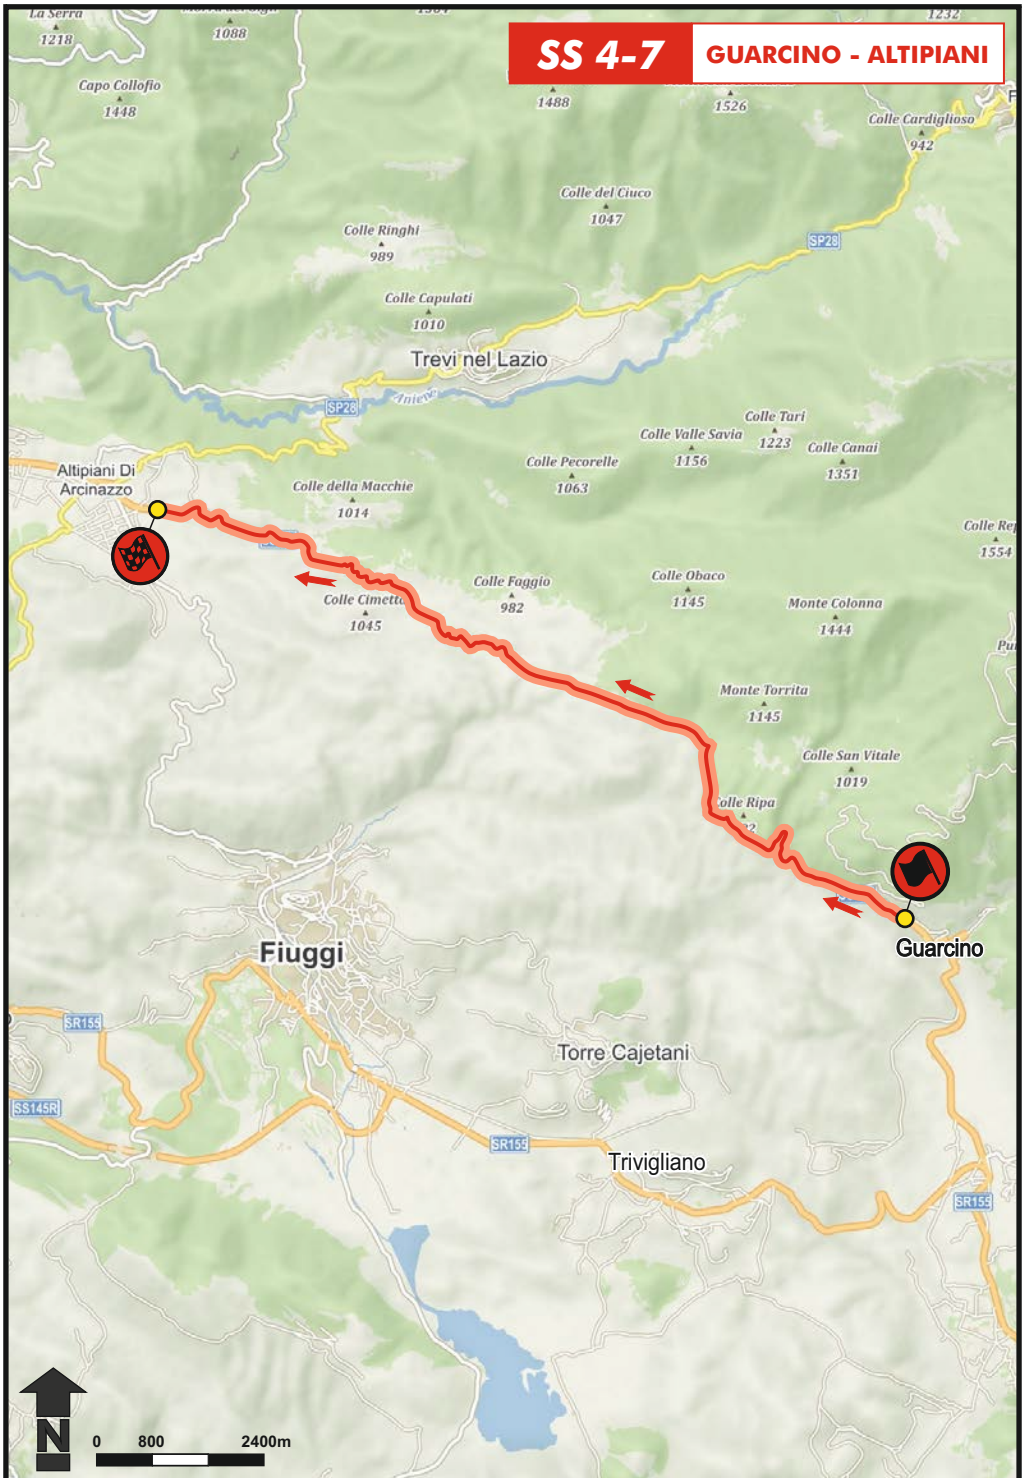 SS 4-7
GUARCINO - ALTIPIANI
La Serra
1218
1088
1232
Capo Collofio
1448
1488
1526
Colle Cardiglioso
942
Colle del Ciuco
1047
Colle Ringhi
989
SP28
Colle Capulati
1010
Trevi nel Lazio
Aniene
SP28
Colle Tari
1223
Colle Valle Savia
1156
Colle Canai
1351
Altipiani Di
Arcinazzo
Colle Pecorelle
1063
Colle della Macchie
1014
1554
Colle Faggio
982
Colle Obaco
1145
Colle Cimetto
1045
Monte Colonna
1444
Monte Torrita
1145
Colle San Vitale
1019
Colle Ripa
Guarcino
Fiuggi
SR155
Torre Cajetani
SS145R
SR155
Trivigliano
SR155
N
0 800 2400m